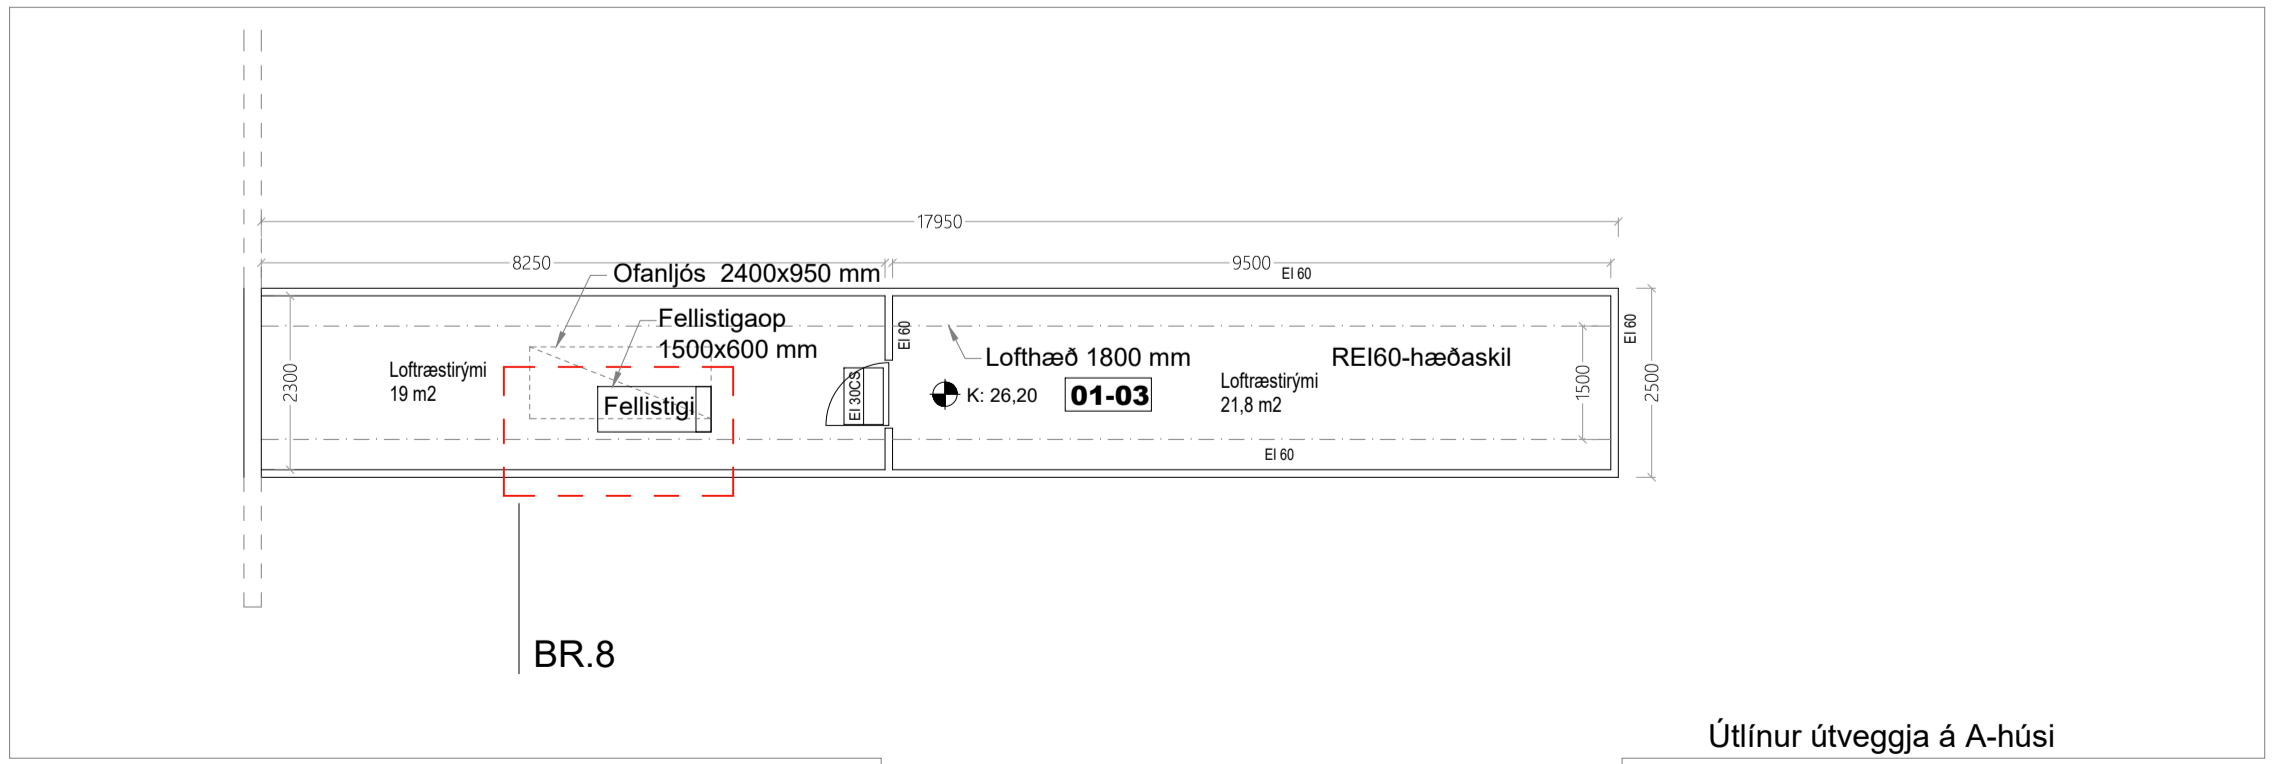 17950
8250
9500
EI 60
Ofanljós 2400x950 mm
Fellistigaop
1500x600 mm
EI 60
EI 60
Lofthæð 1800 mm
REI60-hæðaskil
Loftræstirými
19 m2
2300
Fellistigi
EI 30CS
K: 26,20
01-03
Loftræstirými
21,8 m2
1500
2500
EI 60
BR.8
Útlínur útveggja á A-húsi